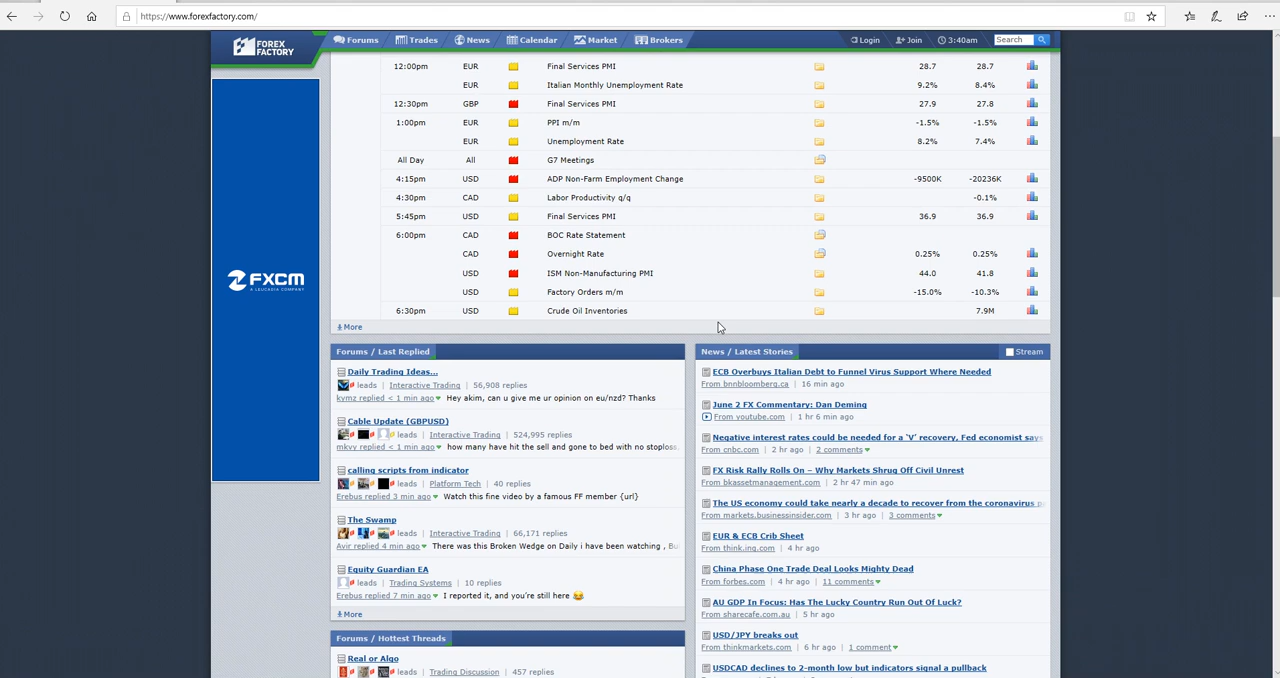 https://www.forexfactory.com/
FOREX FACTORY Forums Trades News Calendar Market Brokers Login Join 3:40am Search
12:00pm EUR Final Services PMI 28.7 28.7
EUR Italian Monthly Unemployment Rate 9.2% 8.4%
12:30pm GBP Final Services PMI 27.9 27.8
1:00pm EUR PPI m/m -1.5% -1.5%
EUR Unemployment Rate 8.2% 7.4%
All Day All G7 Meetings
4:15pm USD ADP Non-Farm Employment Change -9500K -20236K
4:30pm CAD Labor Productivity q/q -0.1%
5:45pm USD Final Services PMI 36.9 36.9
6:00pm CAD BOC Rate Statement
CAD Overnight Rate 0.25% 0.25%
USD ISM Non-Manufacturing PMI 44.0 41.8
USD Factory Orders m/m -15.0% -10.3%
6:30pm USD Crude Oil Inventories 7.9M
More
FXCM
A LEUCADIA COMPANY
Forums / Last Replied
Daily Trading Ideas...
leads | Interactive Trading | 56,908 replies
kvmz replied < 1 min ago Hey akim, can u give me ur opinion on eu/nzd? Thanks
Cable Update (GBPUSD)
leads | Interactive Trading | 524,995 replies
mkvy replied < 1 min ago how many have hit the sell and gone to bed with no stoploss,
calling scripts from indicator
leads | Platform Tech | 40 replies
Erebus replied 3 min ago Watch this fine video by a famous FF member {url}
The Swamp
leads | Interactive Trading | 66,171 replies
Avir replied 4 min ago There was this Broken Wedge on Daily i have been watching , Bu
Equity Guardian EA
leads | Trading Systems | 10 replies
Erebus replied 7 min ago I reported it, and you're still here 😂
More
Forums / Hottest Threads
Real or Algo
leads | Trading Discussion | 457 replies
News / Latest Stories Stream
ECB Overbuys Italian Debt to Funnel Virus Support Where Needed
From bnnbloomberg.ca | 16 min ago
June 2 FX Commentary: Dan Deming
From youtube.com | 1 hr 6 min ago
Negative interest rates could be needed for a 'V' recovery, Fed economist says
From cnbc.com | 2 hr ago | 2 comments
FX Risk Rally Rolls On – Why Markets Shrug Off Civil Unrest
From bkassetmanagement.com | 2 hr 47 min ago
The US economy could take nearly a decade to recover from the coronavirus
From markets.businessinsider.com | 3 hr ago | 3 comments
EUR & ECB Crib Sheet
From think.ing.com | 4 hr ago
China Phase One Trade Deal Looks Mighty Dead
From forbes.com | 4 hr ago | 11 comments
AU GDP In Focus: Has The Lucky Country Run Out Of Luck?
From sharecafe.com.au | 5 hr ago
USD/JPY breaks out
From thinkmarkets.com | 6 hr ago | 1 comment
USDCAD declines to 2-month low but indicators signal a pullback